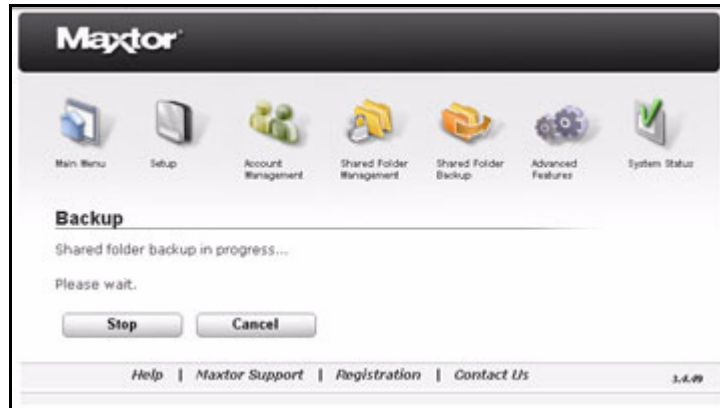 Maxtor
Main Menu
Setup
Account Management
Shared Folder Management
Shared Folder Backup
Advanced Features
System Status
Backup
Shared folder backup in progress...
Please wait.
Stop Cancel
Help | Maxtor Support | Registration | Contact Us